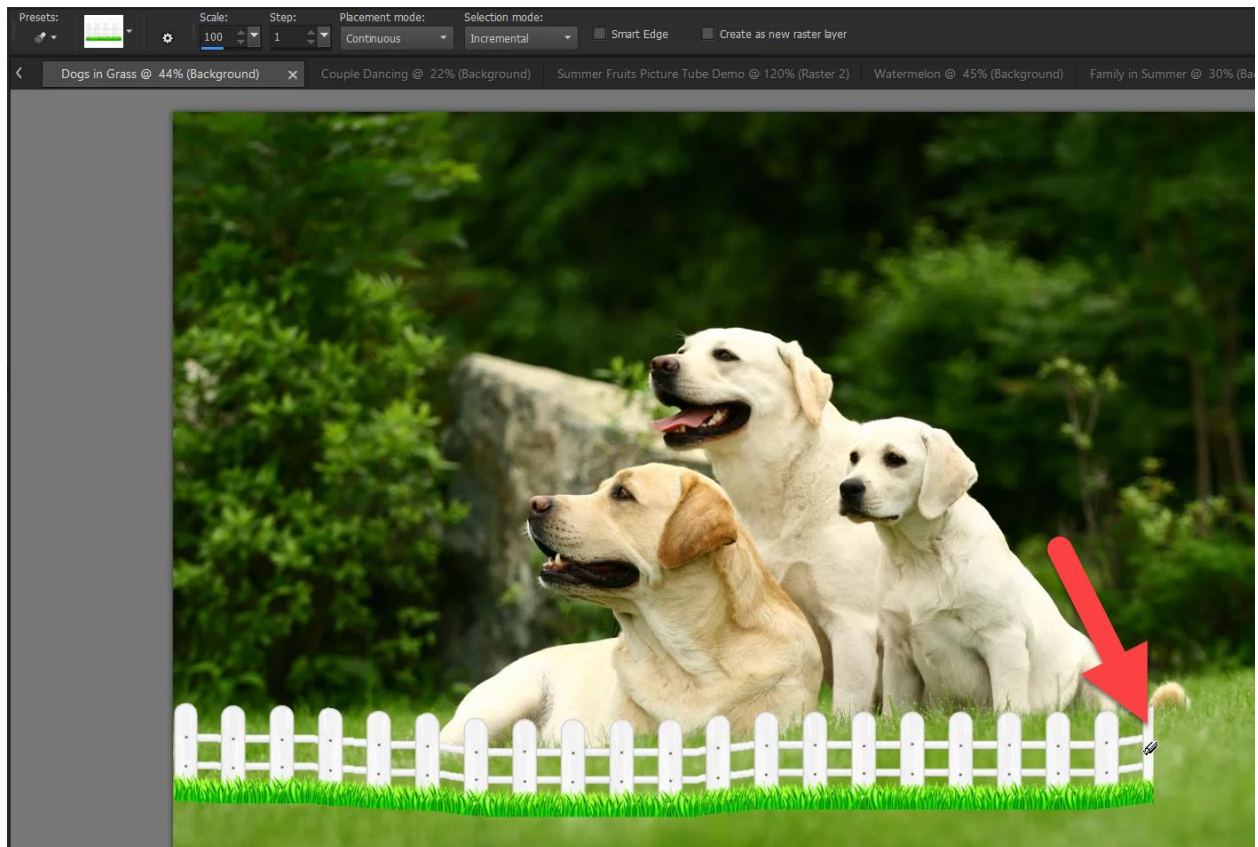 Presets:
Scale:
Step:
Placement mode:
Selection mode:
100
1
Continuous
Incremental
Smart Edge
Create as new raster layer
Dogs in Grass @ 44% (Background)
Couple Dancing @ 22% (Background)
Summer Fruits Picture Tube Demo @ 120% (Raster 2)
Watermelon @ 45% (Background)
Family in Summer @ 30% (Ba